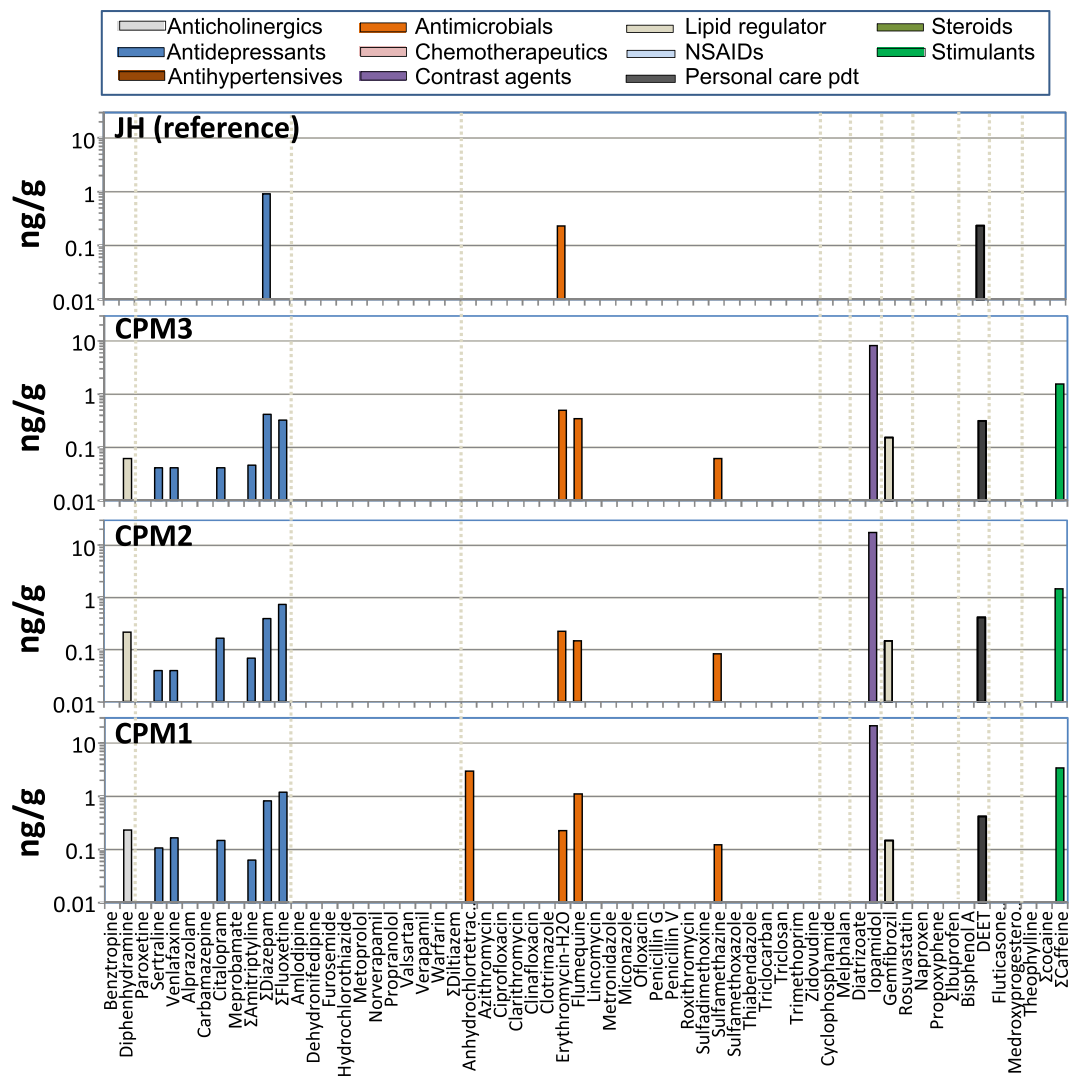 Anticholinergics Antimicrobials Lipid regulator Steroids
Antidepressants Chemotherapeutics NSAIDs Stimulants
Antihypertensives Contrast agents Personal care pdt
JH (reference)
10
1
0.1
0.01
ng/g
CPM3
10
1
0.1
0.01
ng/g
CPM2
10
1
0.1
0.01
ng/g
CPM1
10
1
0.1
0.01
ng/g
Benztropine
Diphenhydramine
Paroxetine
Sertraline
Venlafaxine
Alprazolam
Carbamazepine
Citalopram
Meprobamate
ΣAmitriptyline
ΣDiazepam
ΣFluoxetine
Amlodipine
Dehydronifedipine
Furosemide
Hydrochlorothiazide
Metoprolol
Norverapamil
Propranolol
Valsartan
Verapamil
Warfarin
ΣDiltiazem
Anhydrochlortetrac..
Azithromycin
Ciprofloxacin
Clarithromycin
Clinafloxacin
Clotrimazole
Erythromycin-H2O
Flumequine
Lincomycin
Metronidazole
Miconazole
Ofloxacin
Penicillin G
Penicillin V
Roxithromycin
Sulfadimethoxine
Sulfamethazine
Sulfamethoxazole
Thiabendazole
Triclocarban
Triclosan
Trimethoprim
Zidovudine
Cyclophosphamide
Melphalan
Diatrizoate
Iopamidol
Gemfibrozil
Rosuvastatin
Naproxen
Propoxyphene
ΣIbuprofen
Bisphenol A
DEET
Fluticasone..
Medroxyprogestero..
Theophylline
Σcocaine
ΣCaffeine